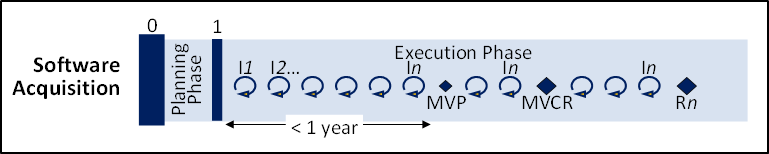 0 1
Software
Acquisition
Planning
Phase
Execution Phase
I1 I2... In In In
MVP MVCR Rn
< 1 year